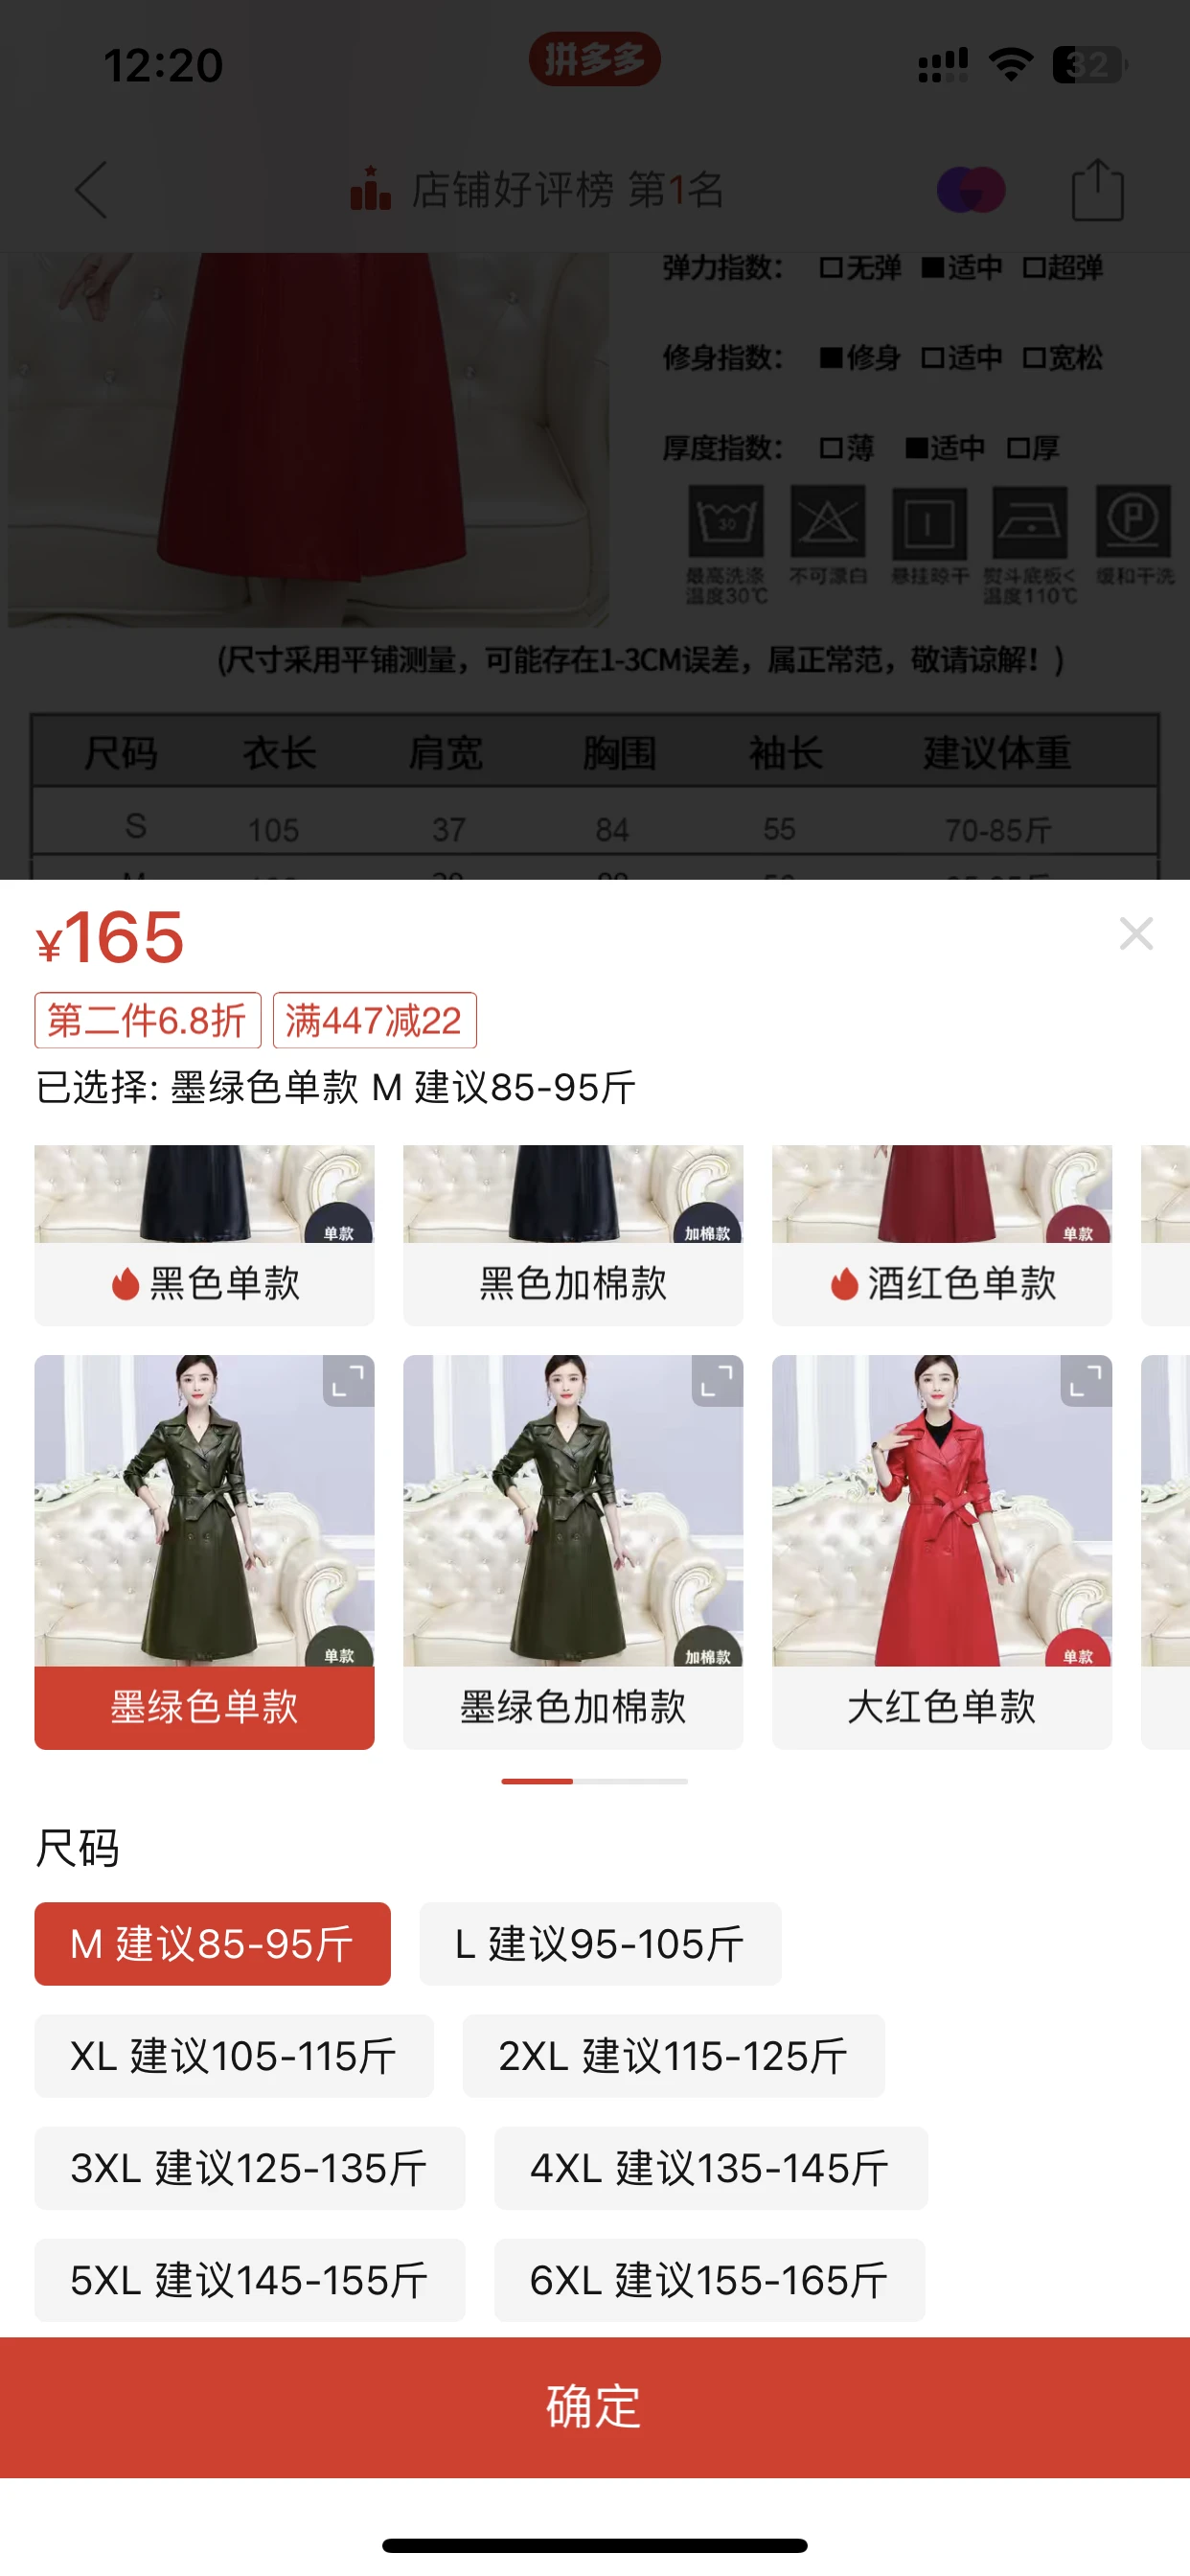 12:20
拼多多
32
店铺好评榜 第1名
弹力指数： □无弹 ■适中 □超弹
修身指数： ■修身 □适中 □宽松
厚度指数： □薄 ■适中 □厚
30
P
最高洗涤温度30℃
不可漂白
悬挂晾干
熨斗底板<温度110℃
缓和干洗
(尺寸采用平铺测量，可能存在1-3CM误差，属正常范，敬请谅解！)
尺码 衣长 肩宽 胸围 袖长 建议体重
S 105 37 84 55 70-85斤
¥165
第二件6.8折 满447减22
已选择: 墨绿色单款 M 建议85-95斤
单款 加棉款 单款
黑色单款 黑色加棉款 酒红色单款
单款 加棉款 单款
墨绿色单款 墨绿色加棉款 大红色单款
尺码
M 建议85-95斤 L 建议95-105斤
XL 建议105-115斤 2XL 建议115-125斤
3XL 建议125-135斤 4XL 建议135-145斤
5XL 建议145-155斤 6XL 建议155-165斤
确定